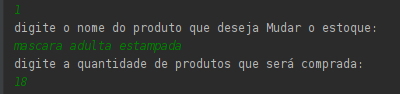 1
digite o nome do produto que deseja Mudar o estoque:
mascara adulta estampada
digite a quantidade de produtos que será comprada:
18